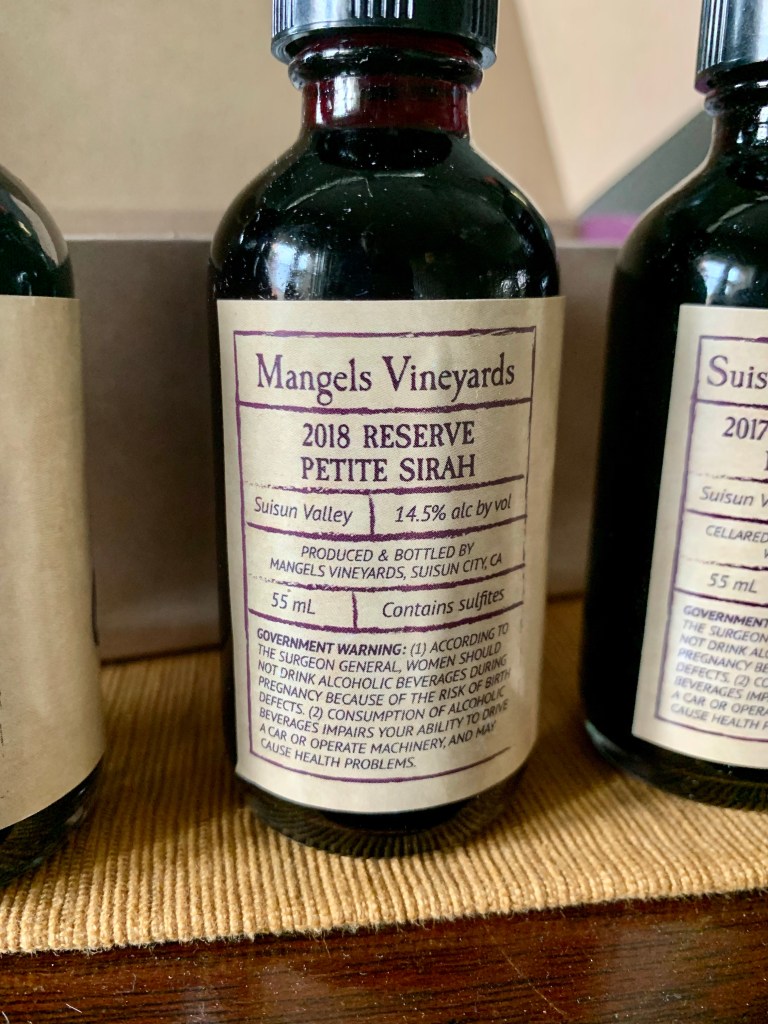 Mangels Vineyards
2018 RESERVE
PETITE SIRAH
Suisun Valley
14.5% alc by vol
PRODUCED & BOTTLED BY
MANGELS VINEYARDS, SUISUN CITY, CA
55 mL
Contains sulfites
GOVERNMENT WARNING: (1) ACCORDING TO
THE SURGEON GENERAL, WOMEN SHOULD
NOT DRINK ALCOHOLIC BEVERAGES DURING
PREGNANCY BECAUSE OF THE RISK OF BIRTH
DEFECTS. (2) CONSUMPTION OF ALCOHOLIC
BEVERAGES IMPAIRS YOUR ABILITY TO DRIVE
A CAR OR OPERATE MACHINERY, AND MAY
CAUSE HEALTH PROBLEMS.
Suis
2017
Suisun V
CELLARED
55 mL
GOVERNMENT
THE SURGEON
NOT DRINK ALC
PREGNANCY BE
DEFECTS. (2) CO
BEVERAGES IMP
A CAR OR OPERA
CAUSE HEALTH P